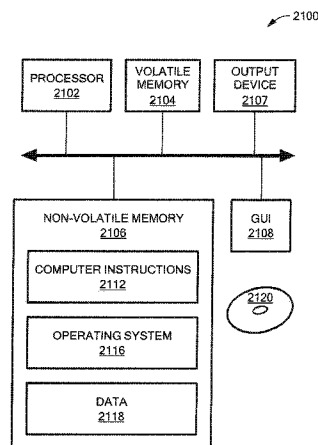 2100
PROCESSOR
2102
VOLATILE
MEMORY
2104
OUTPUT
DEVICE
2107
NON-VOLATILE MEMORY
2106
GUI
2108
COMPUTER INSTRUCTIONS
2112
2120
OPERATING SYSTEM
2116
DATA
2118